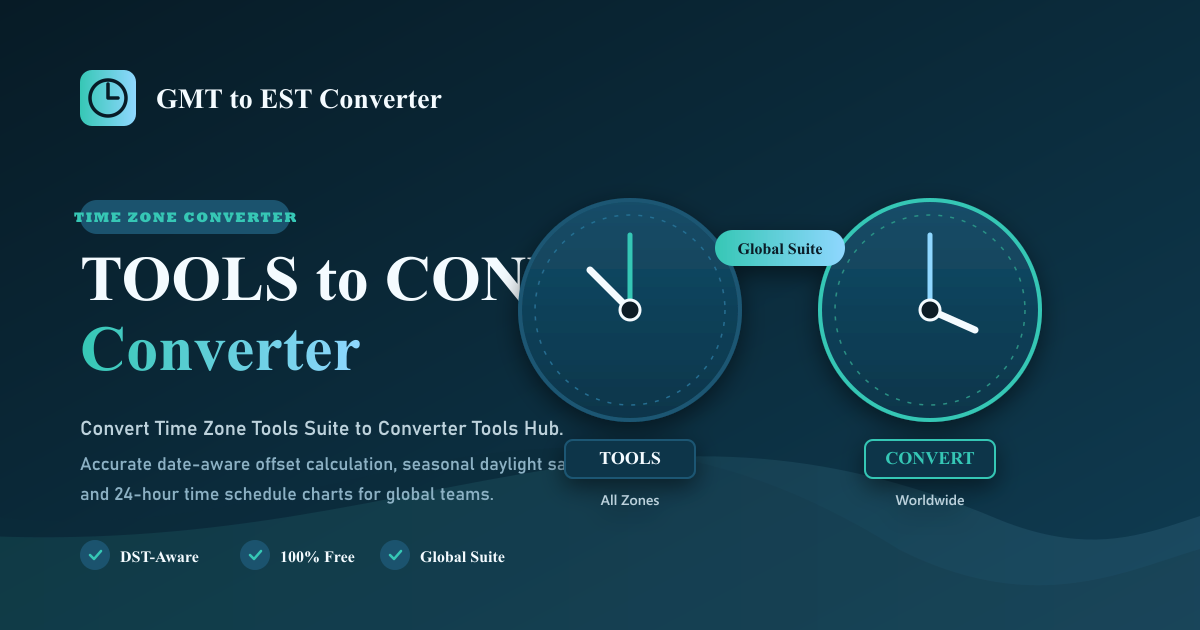 GMT to EST Converter
TIME ZONE CONVERTER
TOOLS to CON
Converter
Global Suite
Convert Time Zone Tools Suite to Converter Tools Hub.
Accurate date-aware offset calculation, seasonal daylight sa
and 24-hour time schedule charts for global teams.
TOOLS
All Zones
CONVERT
Worldwide
DST-Aware
100% Free
Global Suite